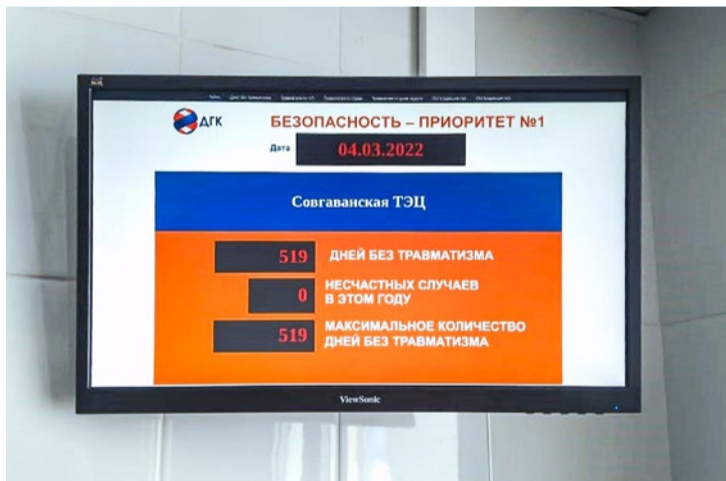 ДГК
БЕЗОПАСНОСТЬ – ПРИОРИТЕТ №1
Дата
04.03.2022
Совгаванская ТЭЦ
519 ДНЕЙ БЕЗ ТРАВМАТИЗМА
0 НЕСЧАСТНЫХ СЛУЧАЕВ
В ЭТОМ ГОДУ
519 МАКСИМАЛЬНОЕ КОЛИЧЕСТВО
ДНЕЙ БЕЗ ТРАВМАТИЗМА
ViewSonic